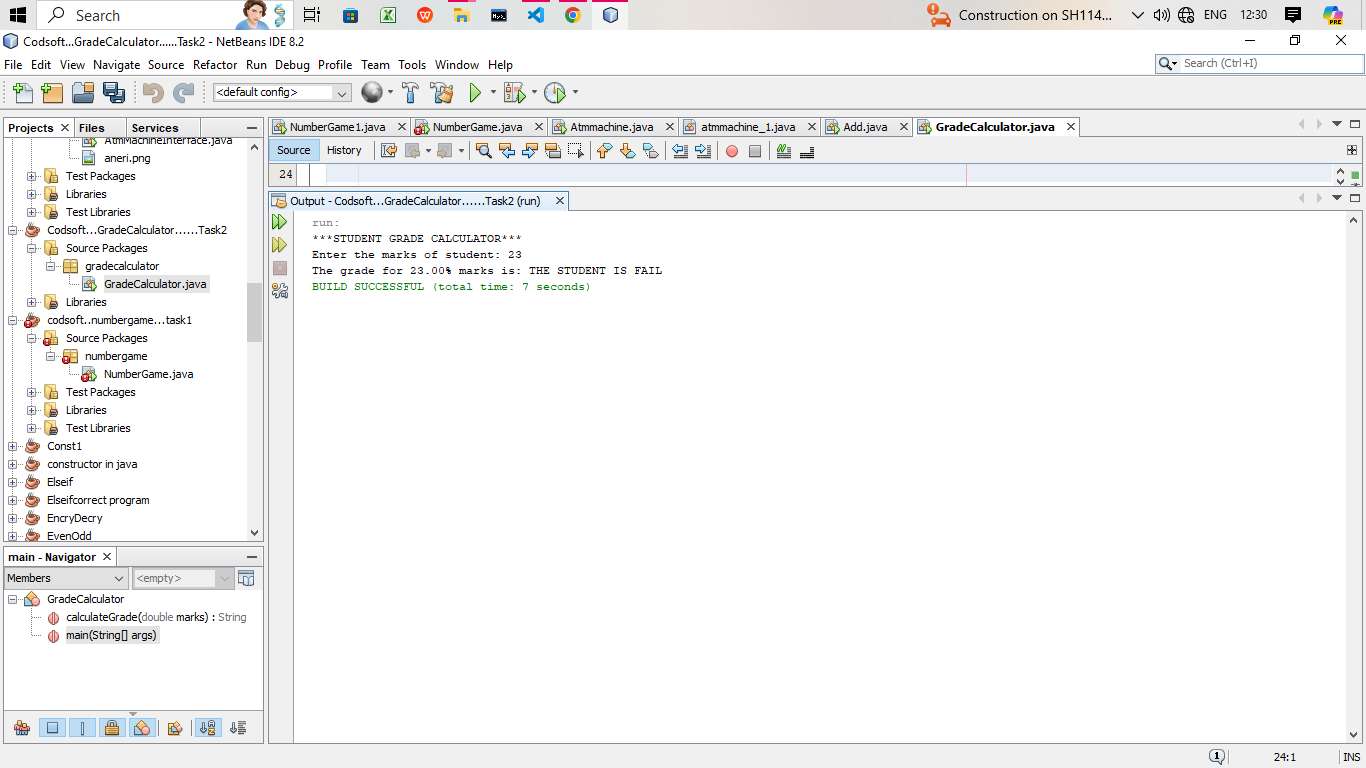 Search
Construction on SH114...
ENG
12:30
PRE
Codsoft...GradeCalculator......Task2 - NetBeans IDE 8.2
File Edit View Navigate Source Refactor Run Debug Profile Team Tools Window Help
Search (Ctrl+I)
<default config>
Projects Files Services
AtmMachineInterface.java
aneri.png
Test Packages
Libraries
Test Libraries
Codsoft...GradeCalculator......Task2
Source Packages
gradecalculator
GradeCalculator.java
Libraries
codsoft..numbergame...task1
Source Packages
numbergame
NumberGame.java
Test Packages
Libraries
Test Libraries
Const1
constructor in java
Elseif
Elseifcorrect program
EncryDecry
EvenOdd
main - Navigator
Members <empty>
GradeCalculator
calculateGrade(double marks) : String
main(String[] args)
NumberGame1.java NumberGame.java Atmmachine.java atmmachine_1.java Add.java GradeCalculator.java
Source History
24
Output - Codsoft...GradeCalculator......Task2 (run)
run:
***STUDENT GRADE CALCULATOR***
Enter the marks of student: 23
The grade for 23.00% marks is: THE STUDENT IS FAIL
BUILD SUCCESSFUL (total time: 7 seconds)
1
24:1
INS